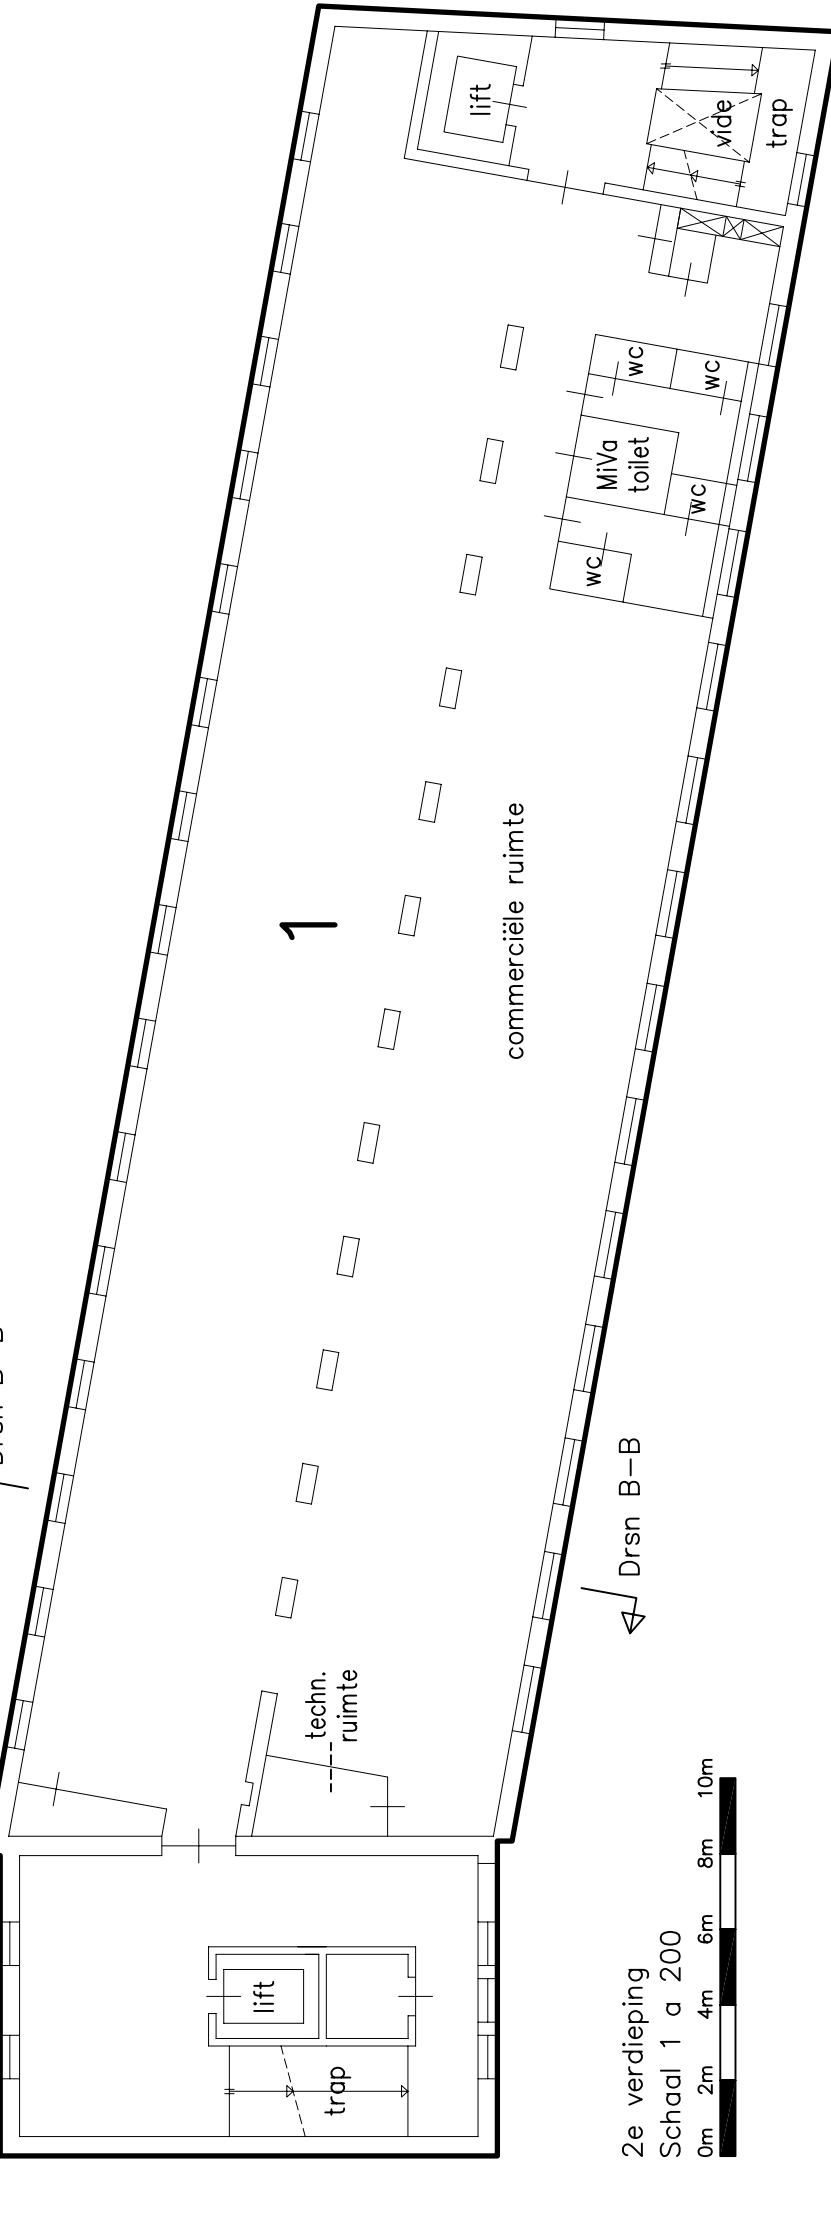 lift
vide
trap
wc
wc
MiVa
toilet
wc
wc
1
commerciële ruimte
Drsn B-B
techn.
ruimte
lift
trap
2e verdieping
Schaal 1 a 200
0m 2m 4m 6m 8m 10m